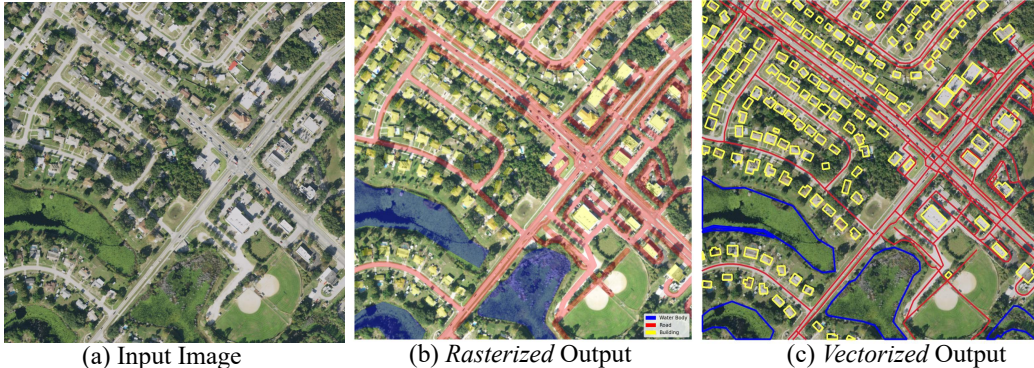 Water Body
Road
Building
(a) Input Image
(b) Rasterized Output
(c) Vectorized Output